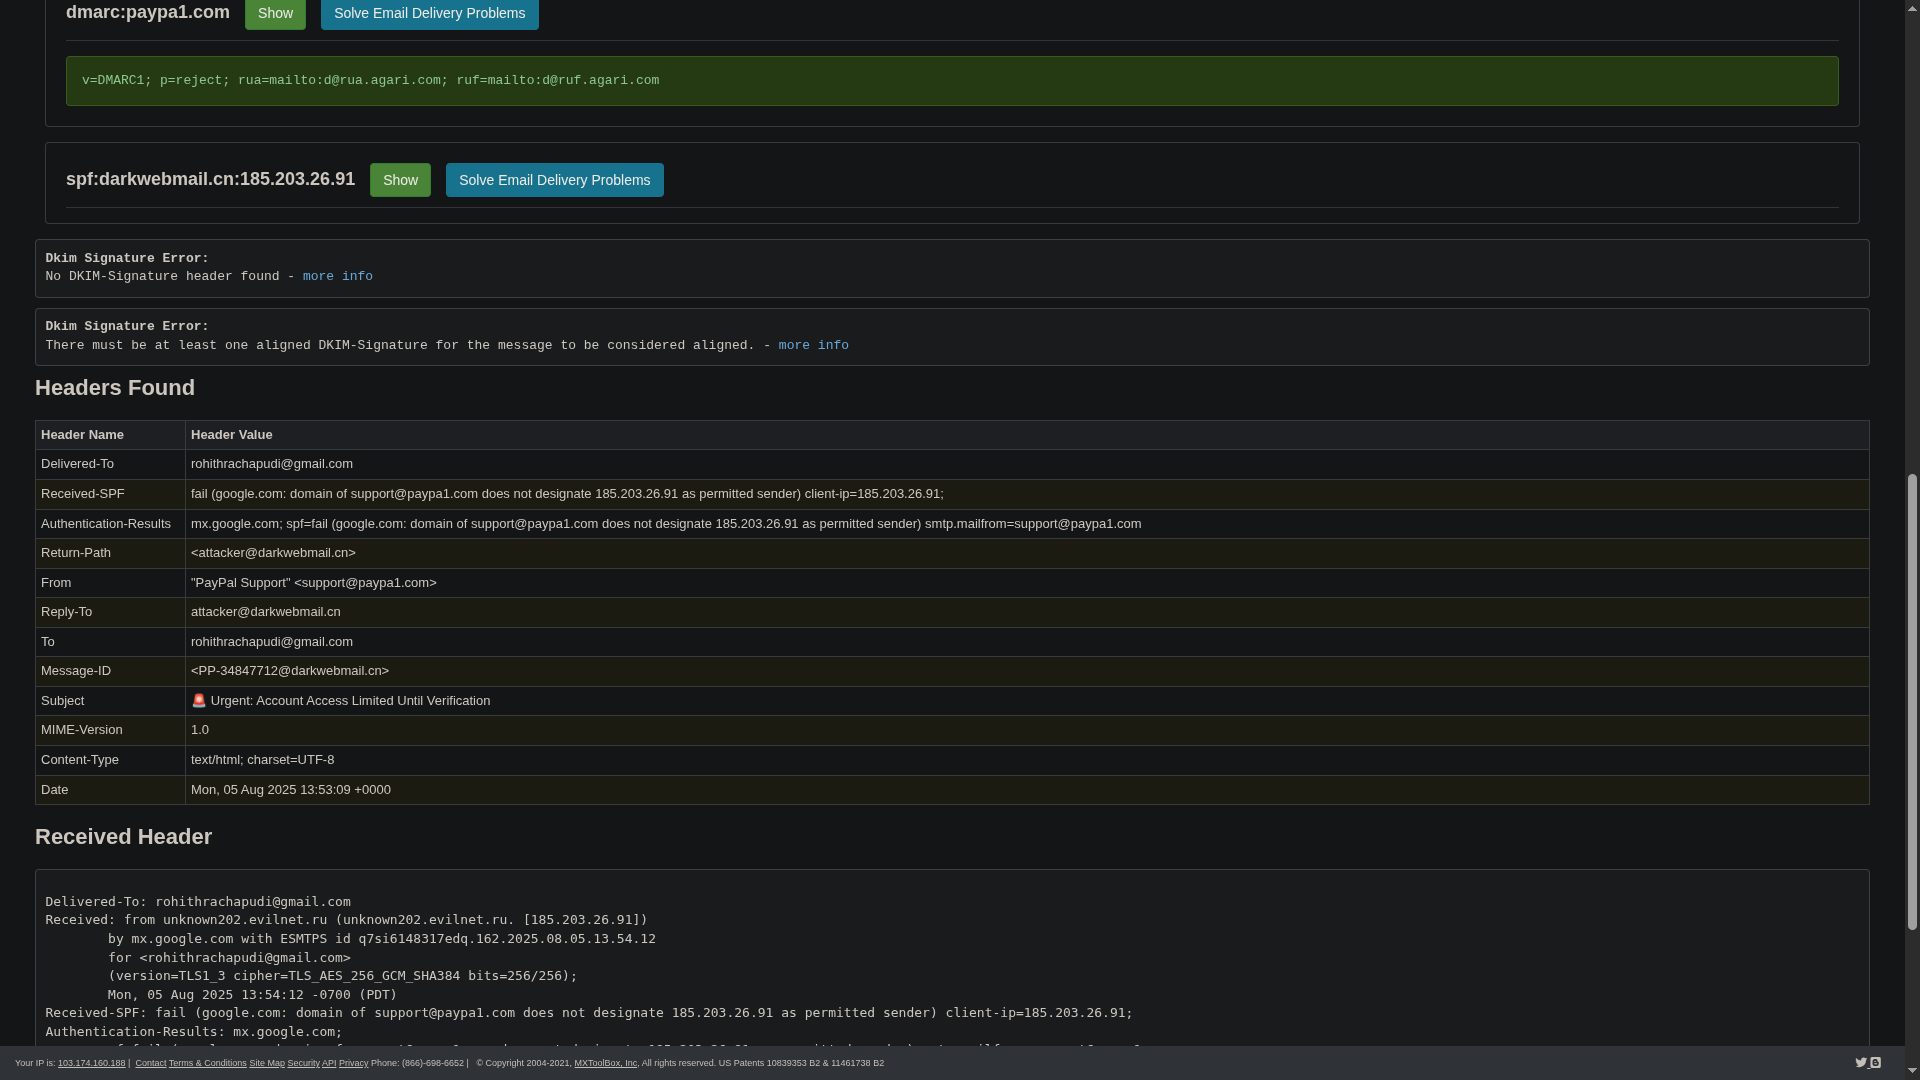 dmarc:paypa1.com Show Solve Email Delivery Problems
v=DMARC1; p=reject; rua=mailto:d@rua.agari.com; ruf=mailto:d@ruf.agari.com
spf:darkwebmail.cn:185.203.26.91 Show Solve Email Delivery Problems
Dkim Signature Error:
No DKIM-Signature header found - more info
Dkim Signature Error:
There must be at least one aligned DKIM-Signature for the message to be considered aligned. - more info
Headers Found
Header Name Header Value
Delivered-To rohithrachapudi@gmail.com
Received-SPF fail (google.com: domain of support@paypa1.com does not designate 185.203.26.91 as permitted sender) client-ip=185.203.26.91;
Authentication-Results mx.google.com; spf=fail (google.com: domain of support@paypa1.com does not designate 185.203.26.91 as permitted sender) smtp.mailfrom=support@paypa1.com
Return-Path <attacker@darkwebmail.cn>
From "PayPal Support" <support@paypa1.com>
Reply-To attacker@darkwebmail.cn
To rohithrachapudi@gmail.com
Message-ID <PP-34847712@darkwebmail.cn>
Subject 🚨 Urgent: Account Access Limited Until Verification
MIME-Version 1.0
Content-Type text/html; charset=UTF-8
Date Mon, 05 Aug 2025 13:53:09 +0000
Received Header
Delivered-To: rohithrachapudi@gmail.com
Received: from unknown202.evilnet.ru (unknown202.evilnet.ru. [185.203.26.91])
by mx.google.com with ESMTPS id q7si6148317edq.162.2025.08.05.13.54.12
for <rohithrachapudi@gmail.com>
(version=TLS1_3 cipher=TLS_AES_256_GCM_SHA384 bits=256/256);
Mon, 05 Aug 2025 13:54:12 -0700 (PDT)
Received-SPF: fail (google.com: domain of support@paypa1.com does not designate 185.203.26.91 as permitted sender) client-ip=185.203.26.91;
Authentication-Results: mx.google.com;
Your IP is: 103.174.160.188 | Contact Terms & Conditions Site Map Security API Privacy Phone: (866)-698-6652 | © Copyright 2004-2021, MXToolBox, Inc, All rights reserved. US Patents 10839353 B2 & 11461738 B2